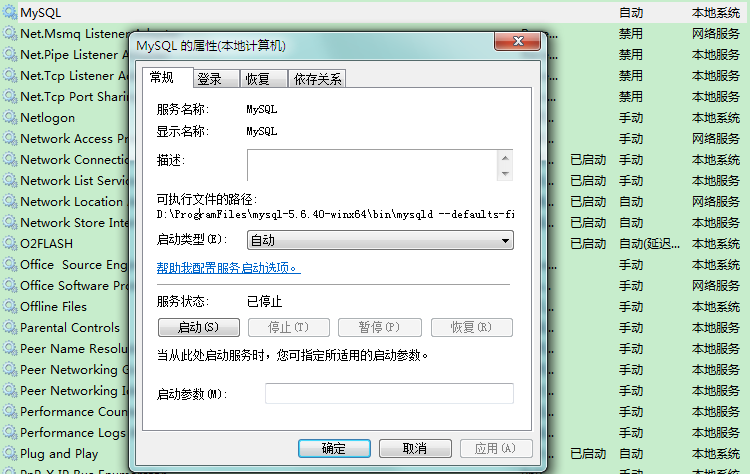 MySQL 自动 本地系统
Net.Msmq Listener 禁用 网络服务
Net.Pipe Listener A 禁用 本地服务
Net.Tcp Listener Ac 禁用 本地服务
Net.Tcp Port Sharin 禁用 本地服务
Netlogon 手动 本地系统
Network Access Pr 手动 网络服务
Network Connectio 已启动 手动 本地系统
Network List Servic 已启动 手动 本地服务
Network Location 已启动 自动 网络服务
Network Store Inte 已启动 自动 本地服务
O2FLASH 已启动 自动(延迟... 本地系统
Office Source Eng 手动 本地系统
Office Software Pro 手动 网络服务
Offline Files 手动 本地系统
Parental Controls 手动 本地服务
Peer Name Resolu 手动 本地服务
Peer Networking G 手动 本地服务
Peer Networking Id 手动 本地服务
Performance Coun 手动 本地服务
Performance Logs 手动 本地服务
Plug and Play 已启动 自动 本地系统
MySQL 的属性(本地计算机)
常规 登录 恢复 依存关系
服务名称: MySQL
显示名称: MySQL
描述:
可执行文件的路径:
D:\ProgramFiles\mysql-5.6.40-winx64\bin\mysqld --defaults-fi
启动类型(E): 自动
帮助我配置服务启动选项。
服务状态: 已停止
启动(S) 停止(T) 暂停(P) 恢复(R)
当从此处启动服务时，您可指定所适用的启动参数。
启动参数(M):
确定 取消 应用(A)